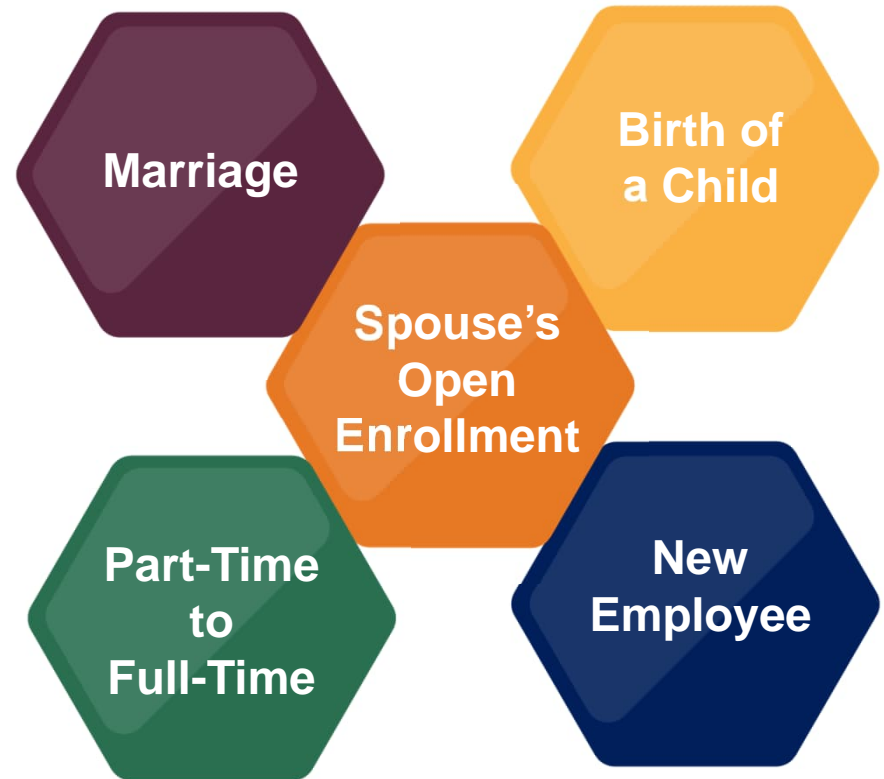 Marriage
Birth of
a Child
Spouse’s
Open
Enrollment
Part-Time
to
Full-Time
New
Employee